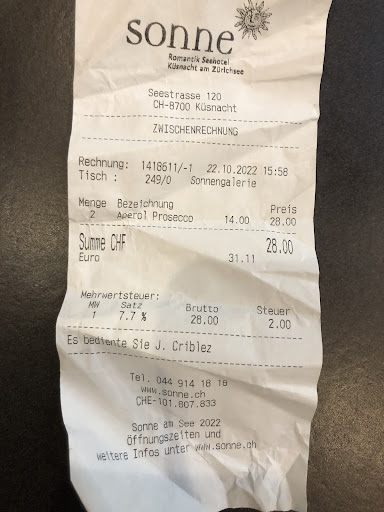 sonne
Romantik Seehotel
Küsnacht am Zürichsee
Seestrasse 120
CH-8700 Küsnacht
ZWISCHENRECHNUNG
Rechnung: 1418611/-1 22.10.2022 15:58
Tisch : 249/0 Sonnengalerie
Menge Bezeichnung Preis
2 Aperol Prosecco 14.00 28.00
Summe CHF 28.00
Euro 31.11
Mehrwertsteuer:
MW Satz Brutto Steuer
1 7.7 % 28.00 2.00
Es bediente Sie J. Criblez
Tel. 044 914 18 18
www.sonne.ch
CHE-101.807.833
Sonne am See 2022
Öffnungszeiten und
weitere Infos unter www.sonne.ch